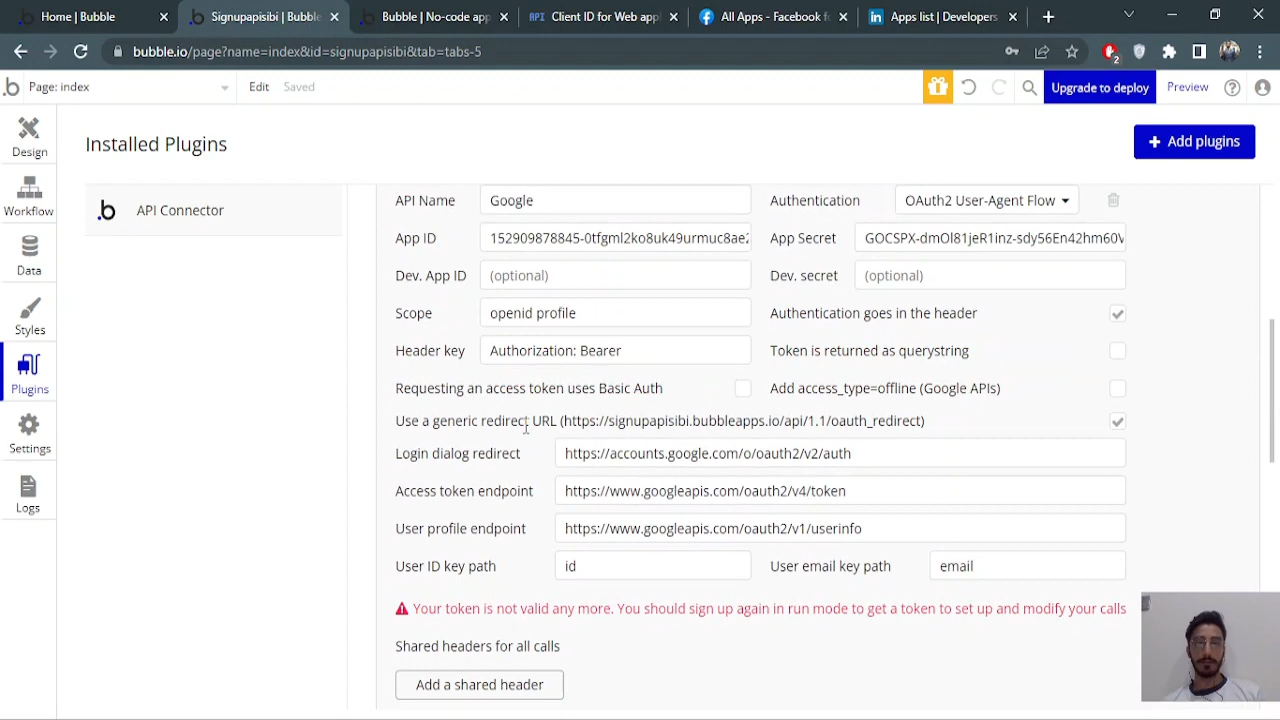 Home | Bubble
Signupapisibi | Bubble
Bubble | No-code app
API
Client ID for Web appl
All Apps - Facebook fo
Apps list | Developers
bubble.io/page?name=index&id=signupapisibi&tab=tabs-5
2
Page: index
Edit
Saved
Upgrade to deploy
Preview
Design
Workflow
Data
Styles
Plugins
Settings
Logs
Installed Plugins
Add plugins
API Connector
API Name
Google
Authentication
OAuth2 User-Agent Flow
App ID
152909878845-0tfgml2ko8uk49urmuc8ae2
App Secret
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
Dev. App ID
(optional)
Dev. secret
(optional)
Scope
openid profile
Authentication goes in the header
Header key
Authorization: Bearer
Token is returned as querystring
Requesting an access token uses Basic Auth
Add access_type=offline (Google APIs)
Use a generic redirect URL (https://signupapisibi.bubbleapps.io/api/1.1/oauth_redirect)
Login dialog redirect
https://accounts.google.com/o/oauth2/v2/auth
Access token endpoint
https://www.googleapis.com/oauth2/v4/token
User profile endpoint
https://www.googleapis.com/oauth2/v1/userinfo
User ID key path
id
User email key path
email
Your token is not valid any more. You should sign up again in run mode to get a token to set up and modify your calls
Shared headers for all calls
Add a shared header